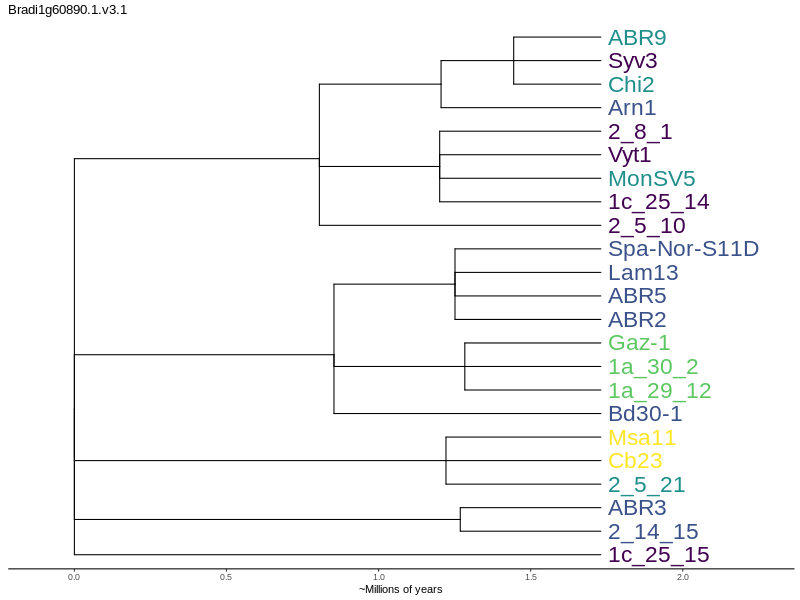 Bradi1g60890.1.v3.1
ABR9
Syv3
Chi2
Arn1
2_8_1
Vyt1
MonSV5
1c_25_14
2_5_10
Spa-Nor-S11D
Lam13
ABR5
ABR2
Gaz-1
1a_30_2
1a_29_12
Bd30-1
Msa11
Cb23
2_5_21
ABR3
2_14_15
1c_25_15
0.0 0.5 1.0 1.5 2.0
~Millions of years